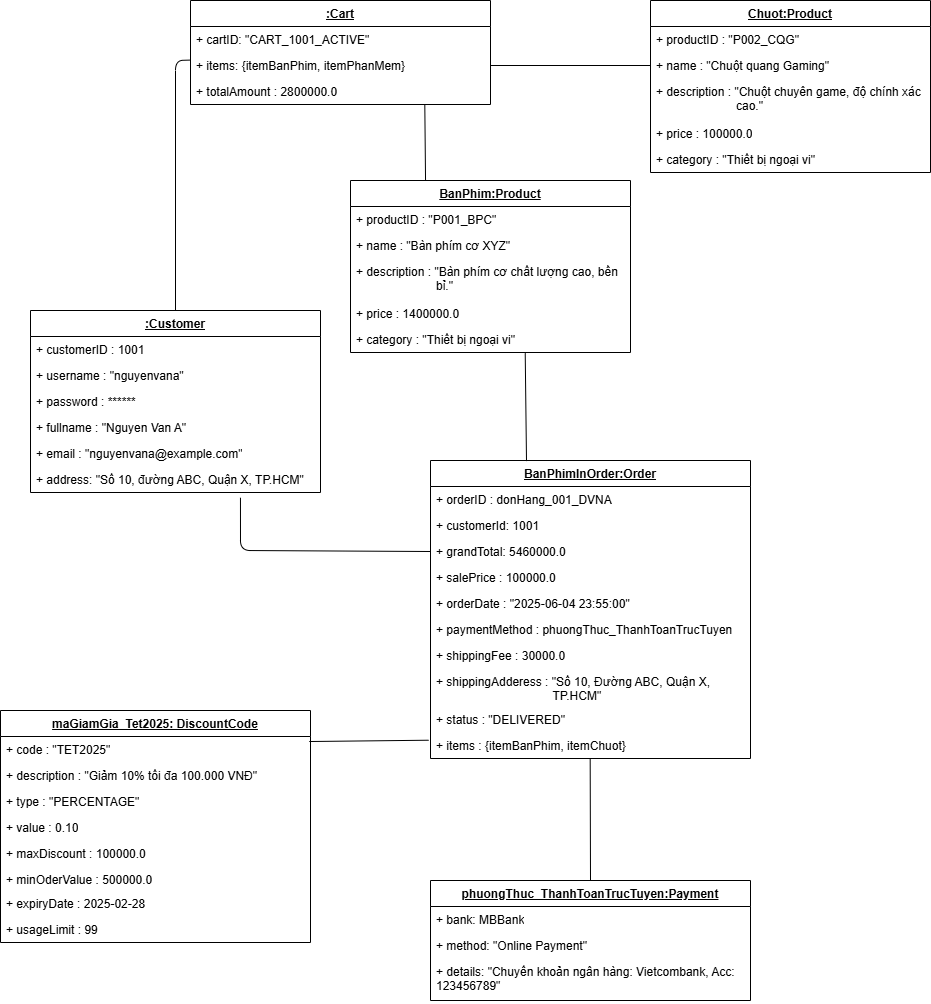 :Cart
+ cartID: "CART_1001_ACTIVE"
+ items: {itemBanPhim, itemPhanMem}
+ totalAmount : 2800000.0
Chuot:Product
+ productID : "P002_CQG"
+ name : "Chuột quang Gaming"
+ description : "Chuột chuyên game, độ chính xác
cao."
+ price : 100000.0
+ category : "Thiết bị ngoại vi"
BanPhim:Product
+ productID : "P001_BPC"
+ name : "Bàn phím cơ XYZ"
+ description : "Bàn phím cơ chất lượng cao, bền
bỉ."
+ price : 1400000.0
+ category : "Thiết bị ngoại vi"
:Customer
+ customerID : 1001
+ username : "nguyenvana"
+ password : ******
+ fullname : "Nguyen Van A"
+ email : "nguyenvana@example.com"
+ address: "Số 10, đường ABC, Quận X, TP.HCM"
BanPhimInOrder:Order
+ orderID : donHang_001_DVNA
+ customerId: 1001
+ grandTotal: 5460000.0
+ salePrice : 100000.0
+ orderDate : "2025-06-04 23:55:00"
+ paymentMethod : phuongThuc_ThanhToanTrucTuyen
+ shippingFee : 30000.0
+ shippingAdderess : "Số 10, Đường ABC, Quận X,
TP.HCM"
+ status : "DELIVERED"
+ items : {itemBanPhim, itemChuot}
maGiamGia_Tet2025: DiscountCode
+ code : "TET2025"
+ description : "Giảm 10% tối đa 100.000 VNĐ"
+ type : "PERCENTAGE"
+ value : 0.10
+ maxDiscount : 100000.0
+ minOderValue : 500000.0
+ expiryDate : 2025-02-28
+ usageLimit : 99
phuongThuc_ThanhToanTrucTuyen:Payment
+ bank: MBBank
+ method: "Online Payment"
+ details: "Chuyển khoản ngân hàng: Vietcombank, Acc:
123456789"